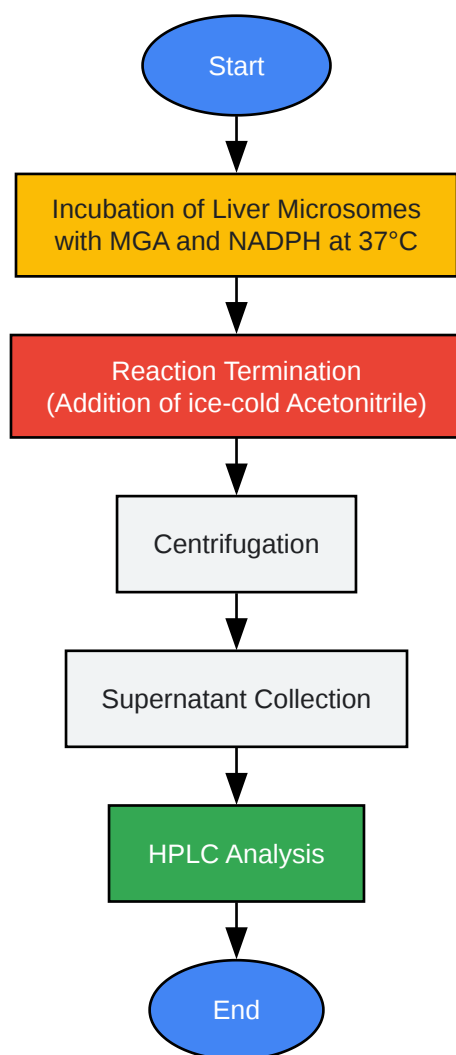 Start
Incubation of Liver Microsomes
with MGA and NADPH at 37°C
Reaction Termination
(Addition of ice-cold Acetonitrile)
Centrifugation
Supernatant Collection
HPLC Analysis
End